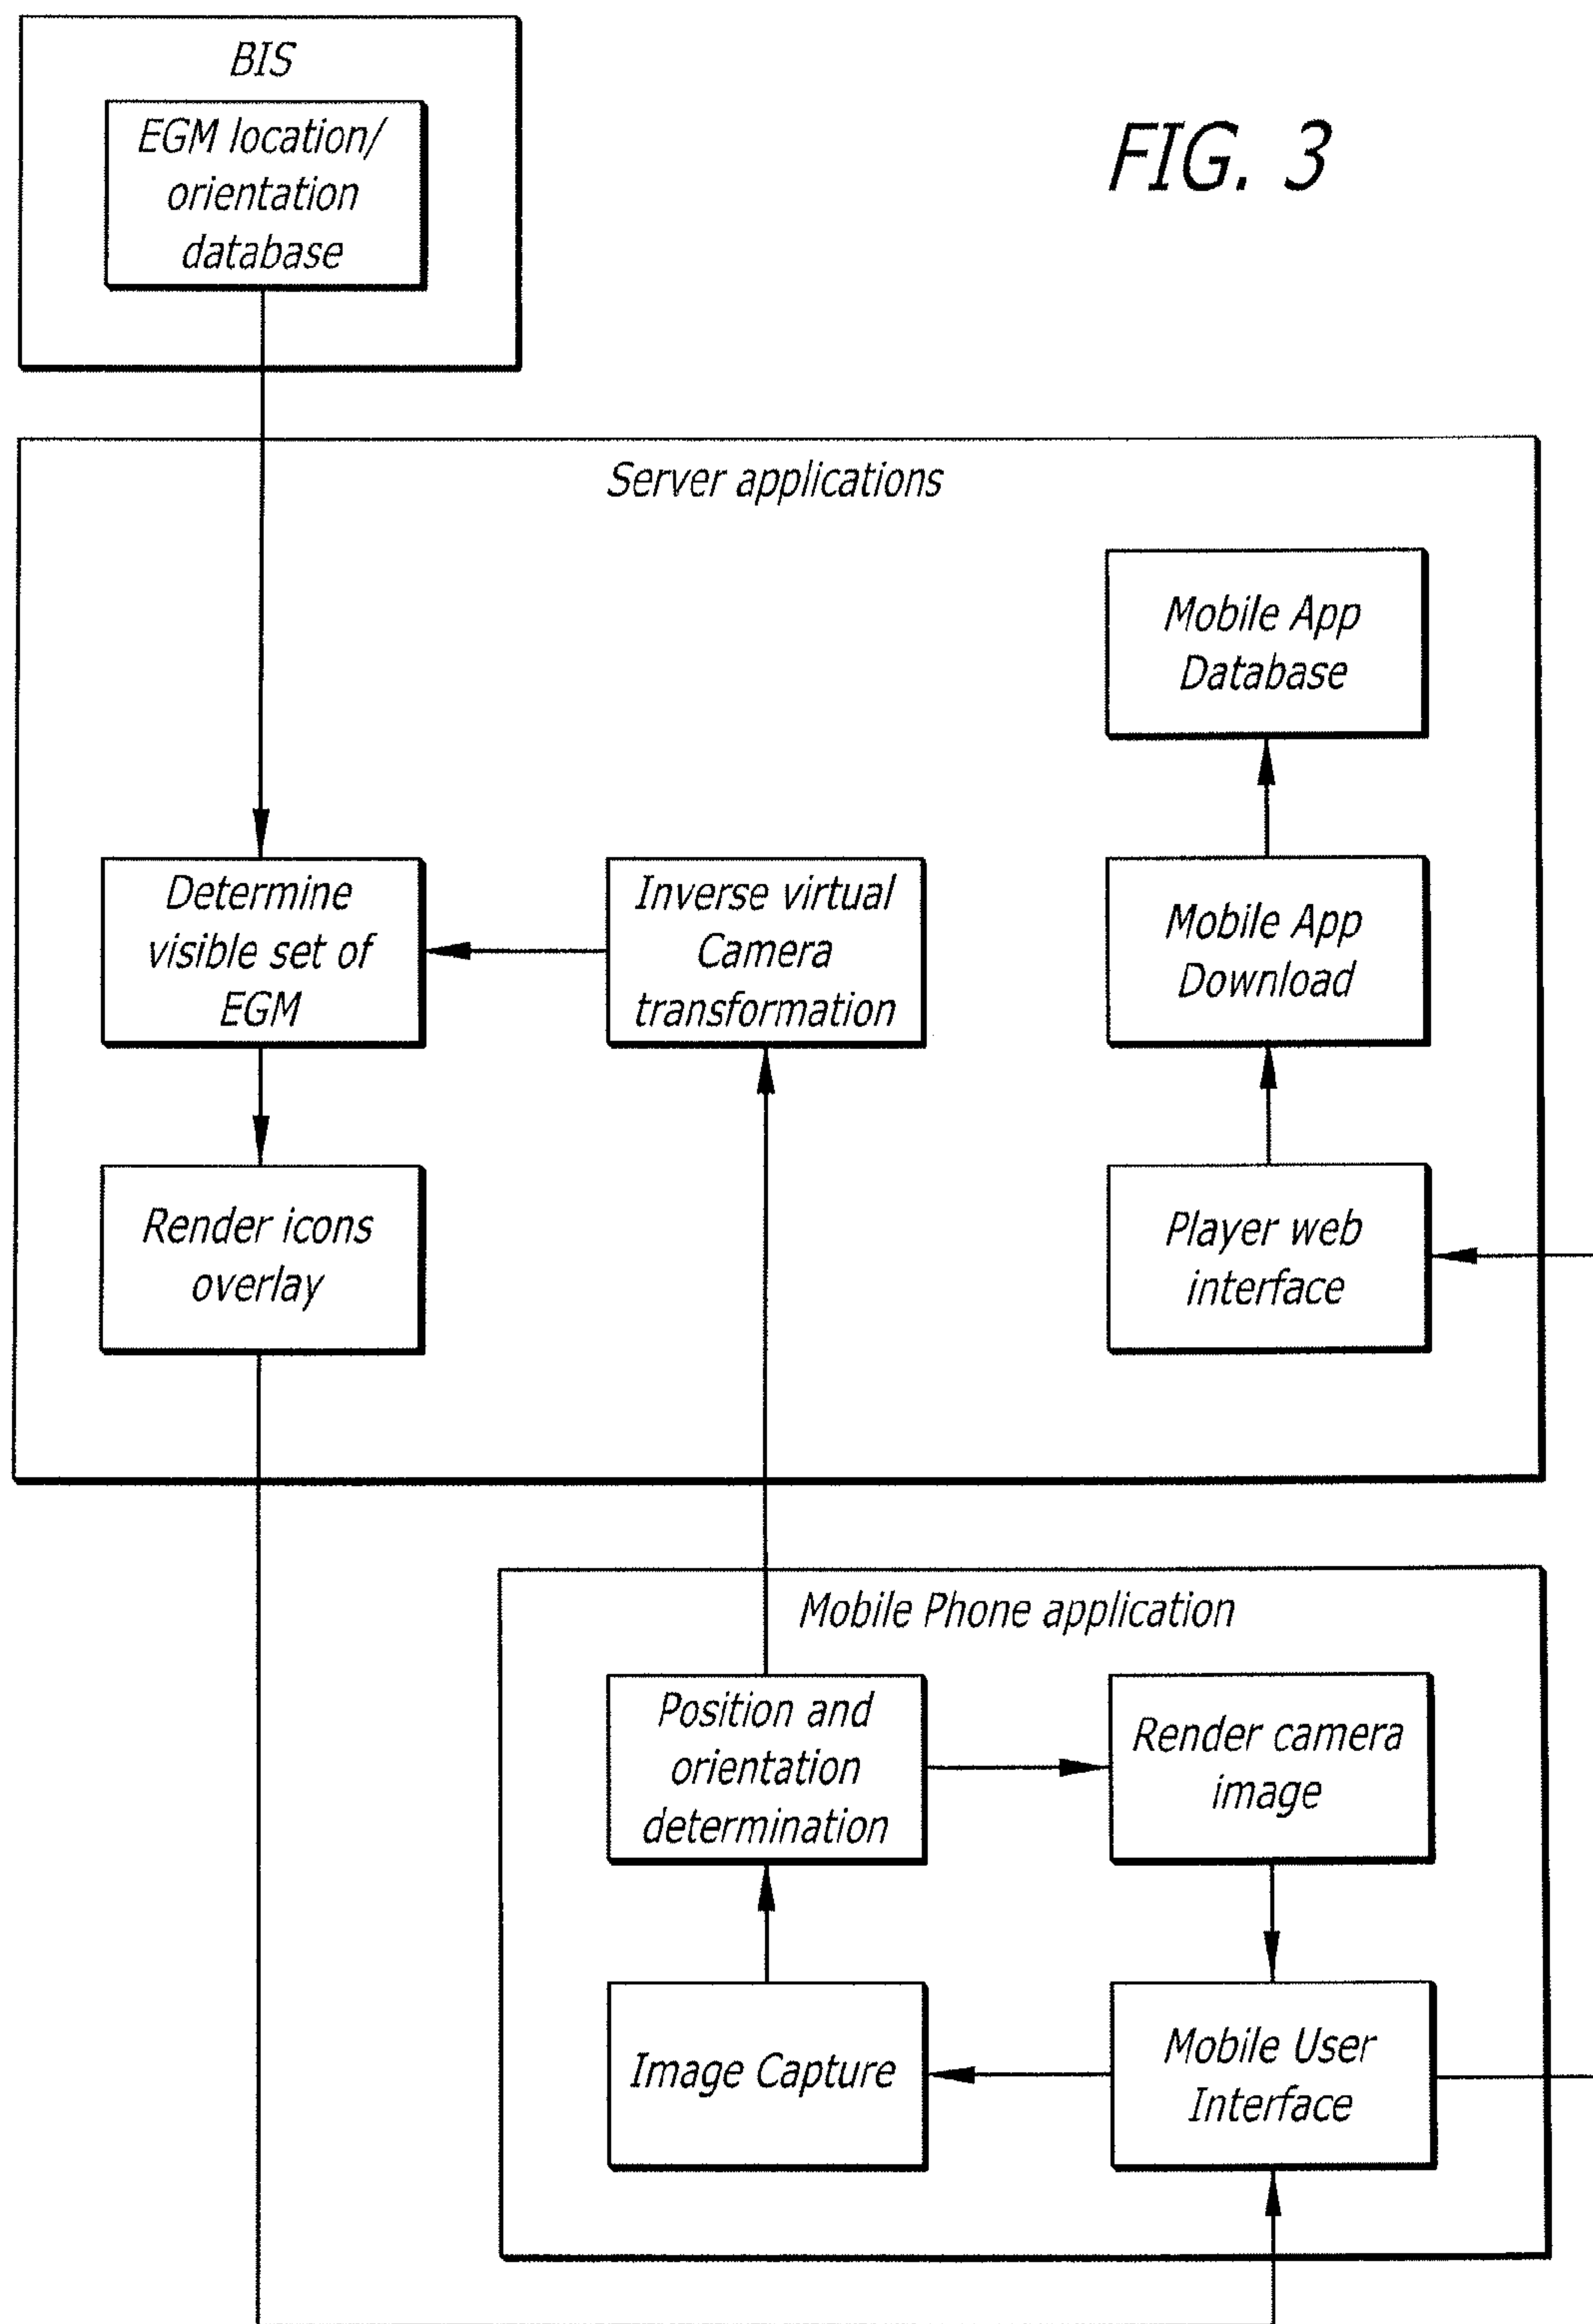 BIS
EGM location/
orientation
database
FIG. 3
Server applications
Mobile App
Database
Determine
visible set of
EGM
Inverse virtual
Camera
transformation
Mobile App
Download
Render icons
overlay
Player web
interface
Mobile Phone application
Position and
orientation
determination
Render camera
image
Image Capture
Mobile User
Interface